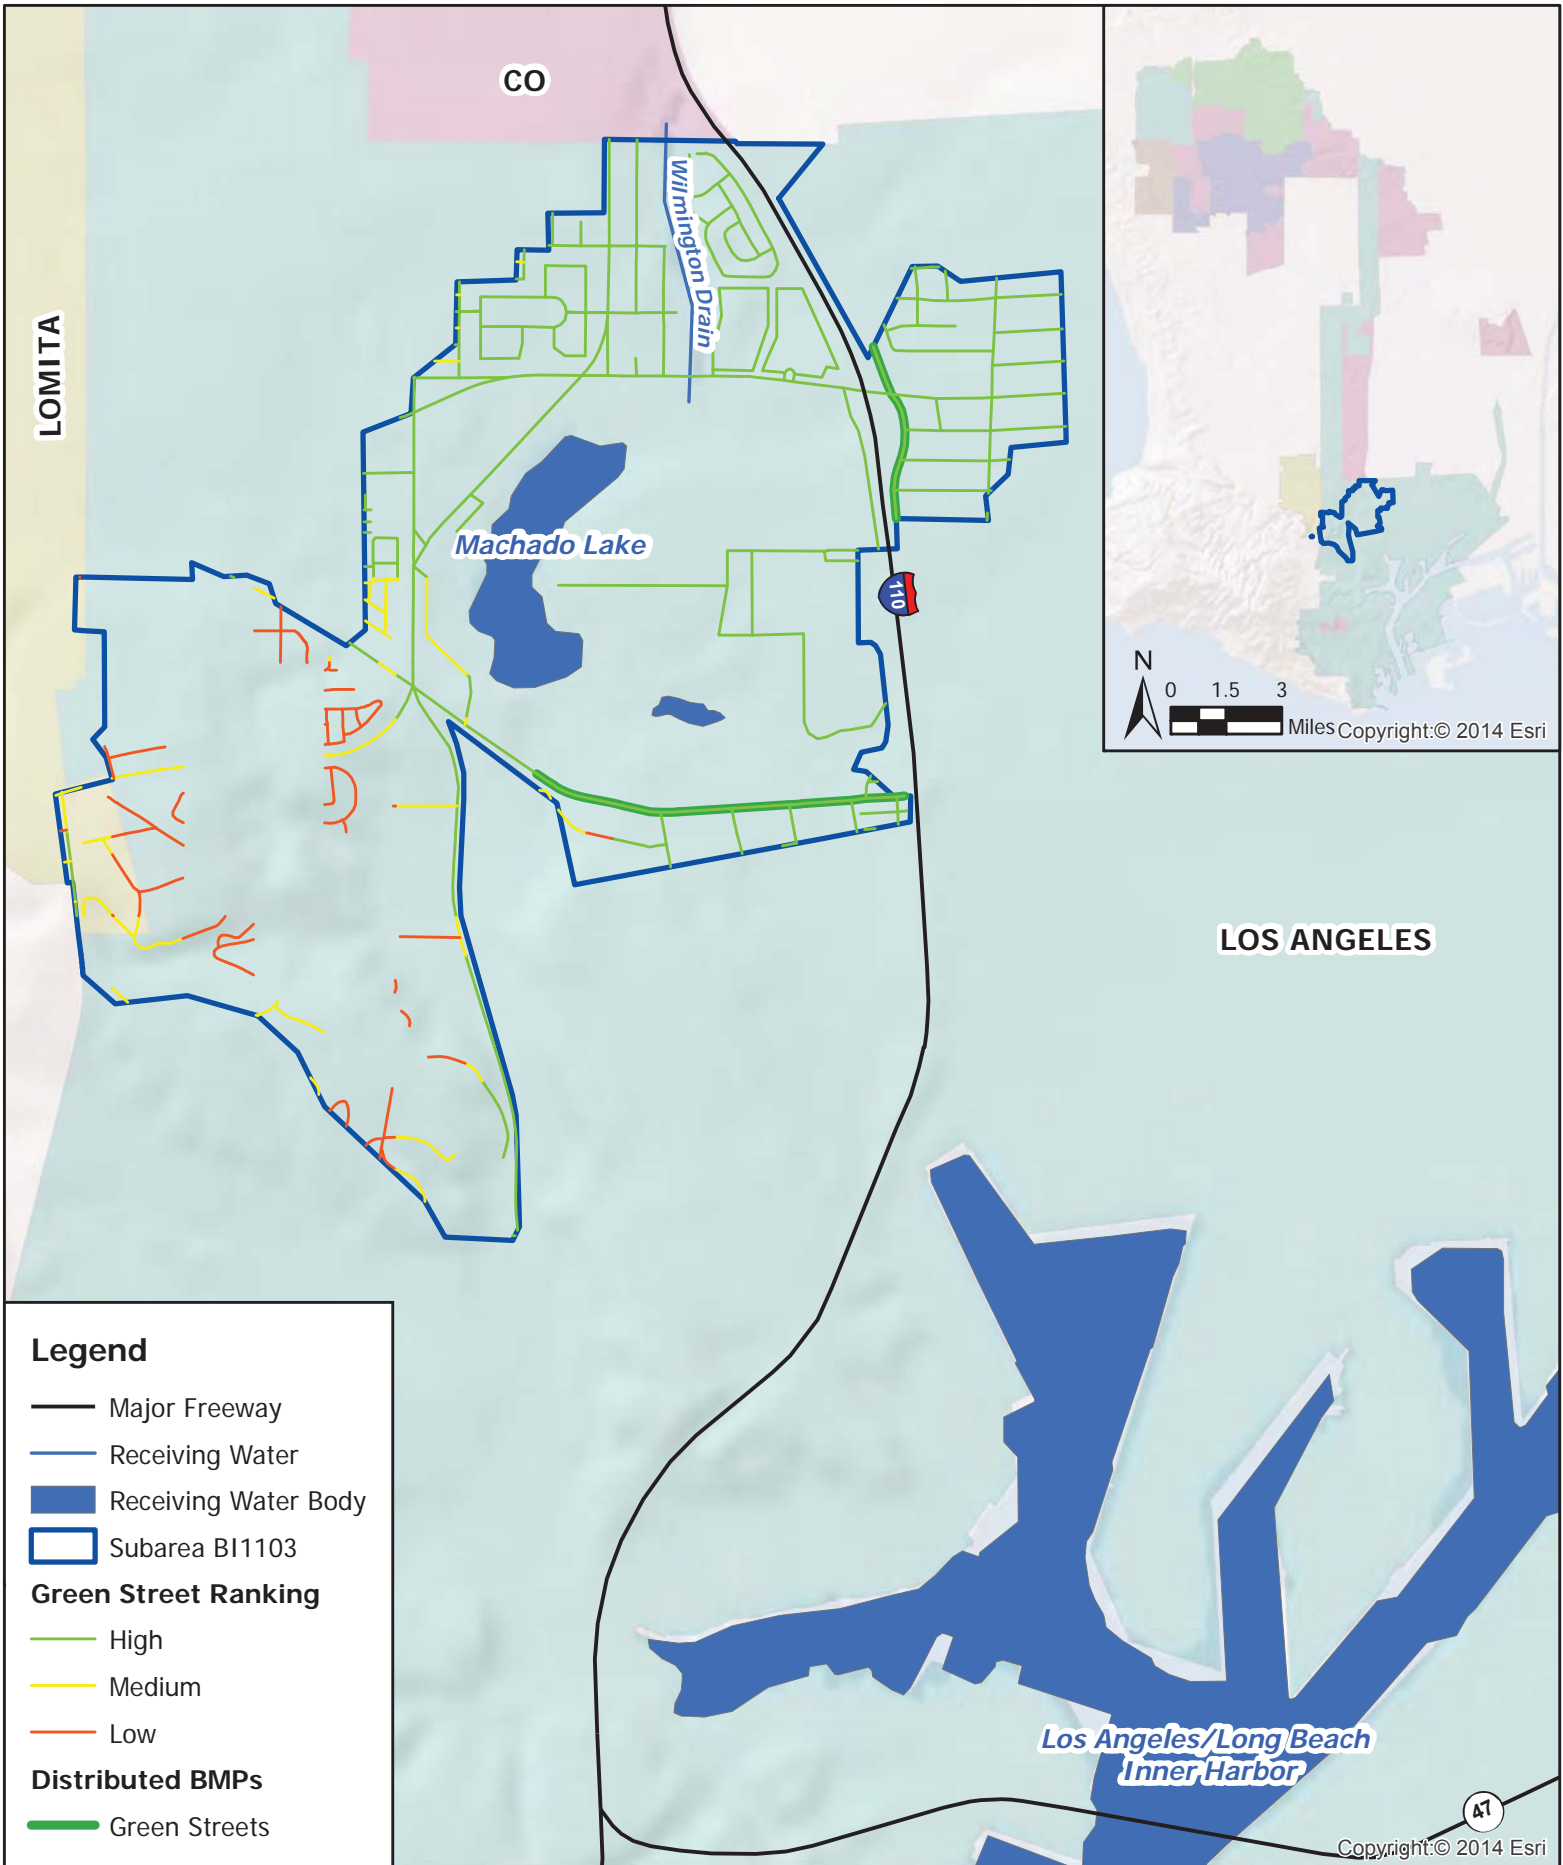 CO
Wilmington Drain
LOMITA
Machado Lake
110
N
0 1.5 3
Miles
Copyright:© 2014 Esri
LOS ANGELES
Legend
Major Freeway
Receiving Water
Receiving Water Body
Subarea BI1103
Green Street Ranking
High
Medium
Low
Distributed BMPs
Green Streets
Los Angeles/Long Beach
Inner Harbor
47
Copyright:© 2014 Esri